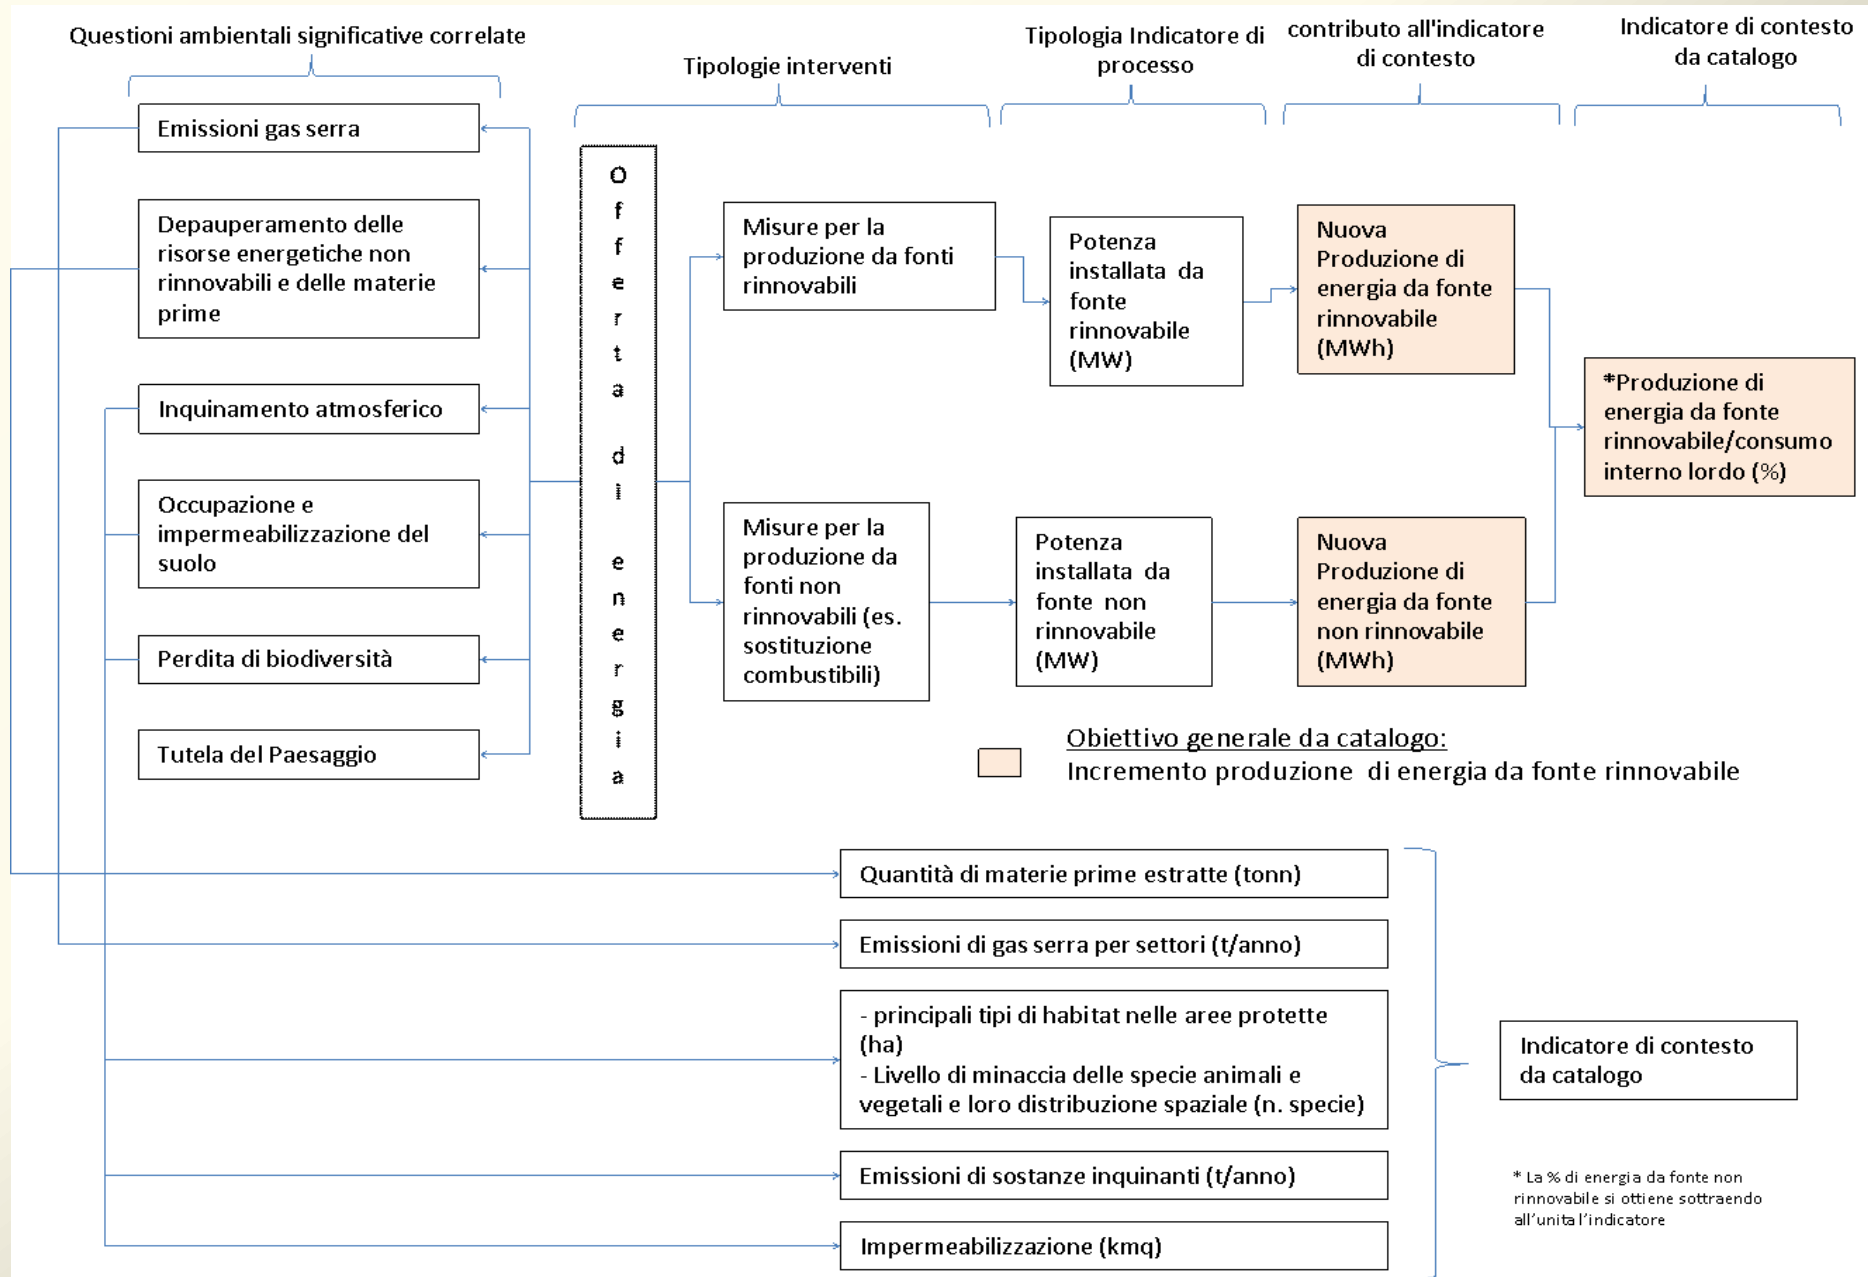 Questioni ambientali significative correlate
Tipologie interventi
Tipologia Indicatore di
processo
contributo all'indicatore
di contesto
Indicatore di contesto
da catalogo
Emissioni gas serra
Depauperamento delle
risorse energetiche non
rinnovabili e delle materie
prime
Inquinamento atmosferico
Occupazione e
impermeabilizzazione del
suolo
Perdita di biodiversità
Tutela del Paesaggio
Offerta di energia
Misure per la
produzione da fonti
rinnovabili
Potenza
installata da
fonte
rinnovabile
(MW)
Nuova
Produzione di
energia da fonte
rinnovabile
(MWh)
*Produzione di
energia da fonte
rinnovabile/consumo
interno lordo (%)
Misure per la
produzione da
fonti non
rinnovabili (es.
sostituzione
combustibili)
Potenza
installata da
fonte non
rinnovabile
(MW)
Nuova
Produzione di
energia da fonte
non rinnovabile
(MWh)
Obiettivo generale da catalogo:
Incremento produzione di energia da fonte rinnovabile
Quantità di materie prime estratte (tonn)
Emissioni di gas serra per settori (t/anno)
- principali tipi di habitat nelle aree protette
(ha)
- Livello di minaccia delle specie animali e
vegetali e loro distribuzione spaziale (n. specie)
Emissioni di sostanze inquinanti (t/anno)
Impermeabilizzazione (kmq)
Indicatore di contesto
da catalogo
* La % di energia da fonte non
rinnovabile si ottiene sottraendo
all'unita l'indicatore